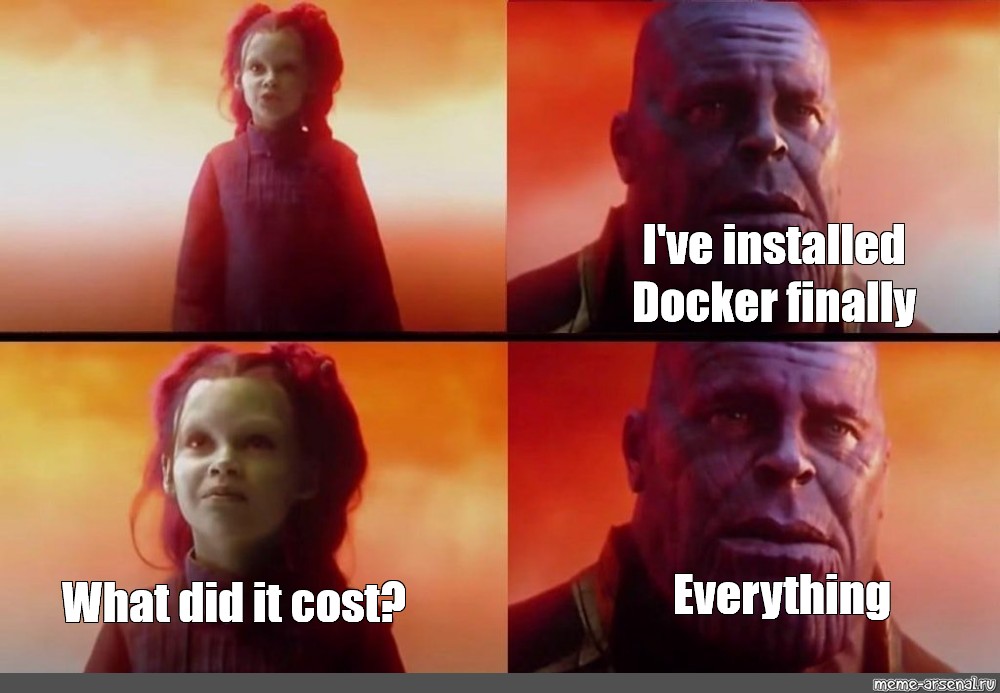 I've installed
Docker finally
What did it cost?
Everything
meme-arsenal.ru